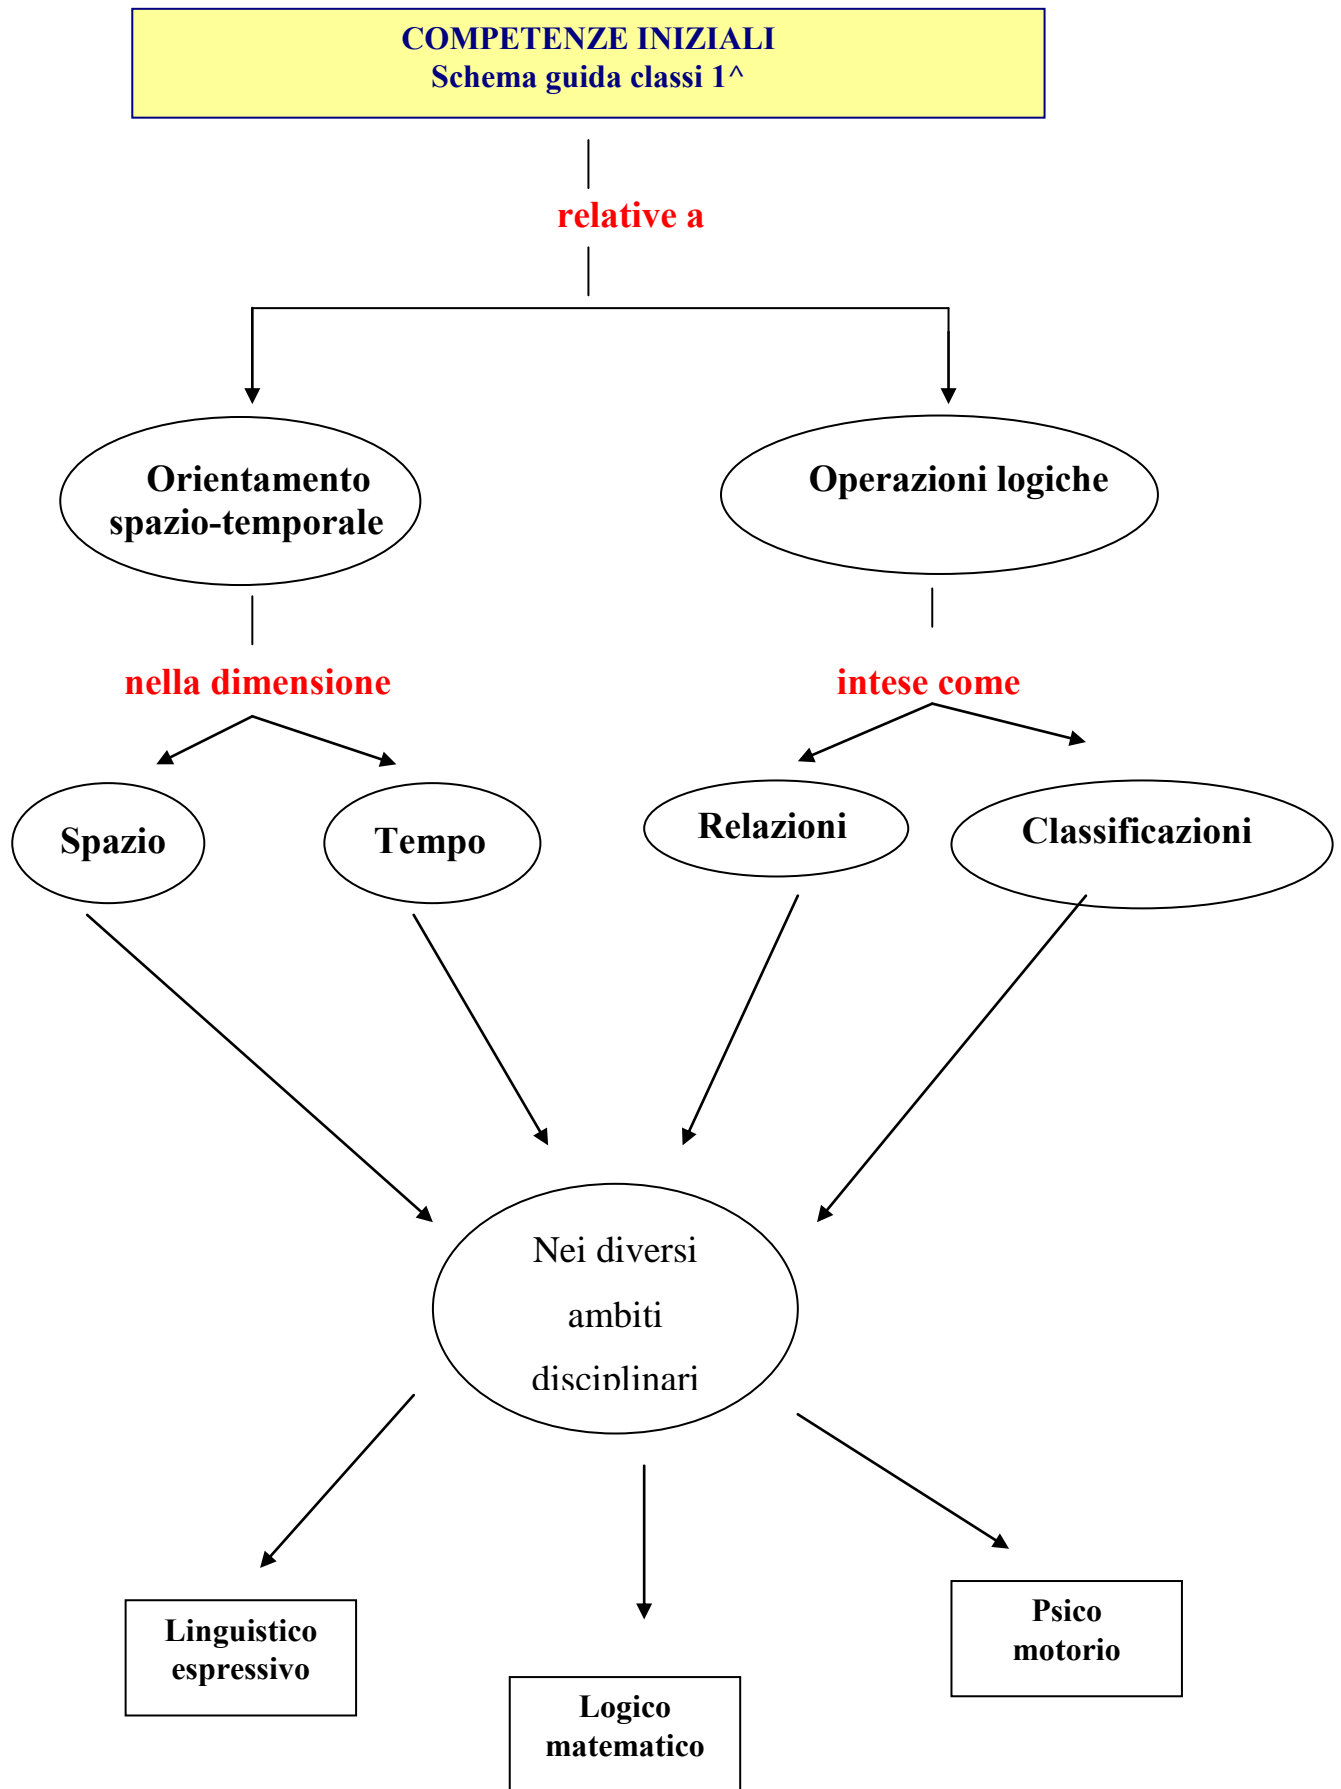 COMPETENZE INIZIALI
Schema guida classi 1^
relative a
Orientamento
spazio-temporale
Operazioni logiche
nella dimensione
intese come
Spazio
Tempo
Relazioni
Classificazioni
Nei diversi
ambiti
disciplinari
Linguistico
espressivo
Logico
matematico
Psico
motorio